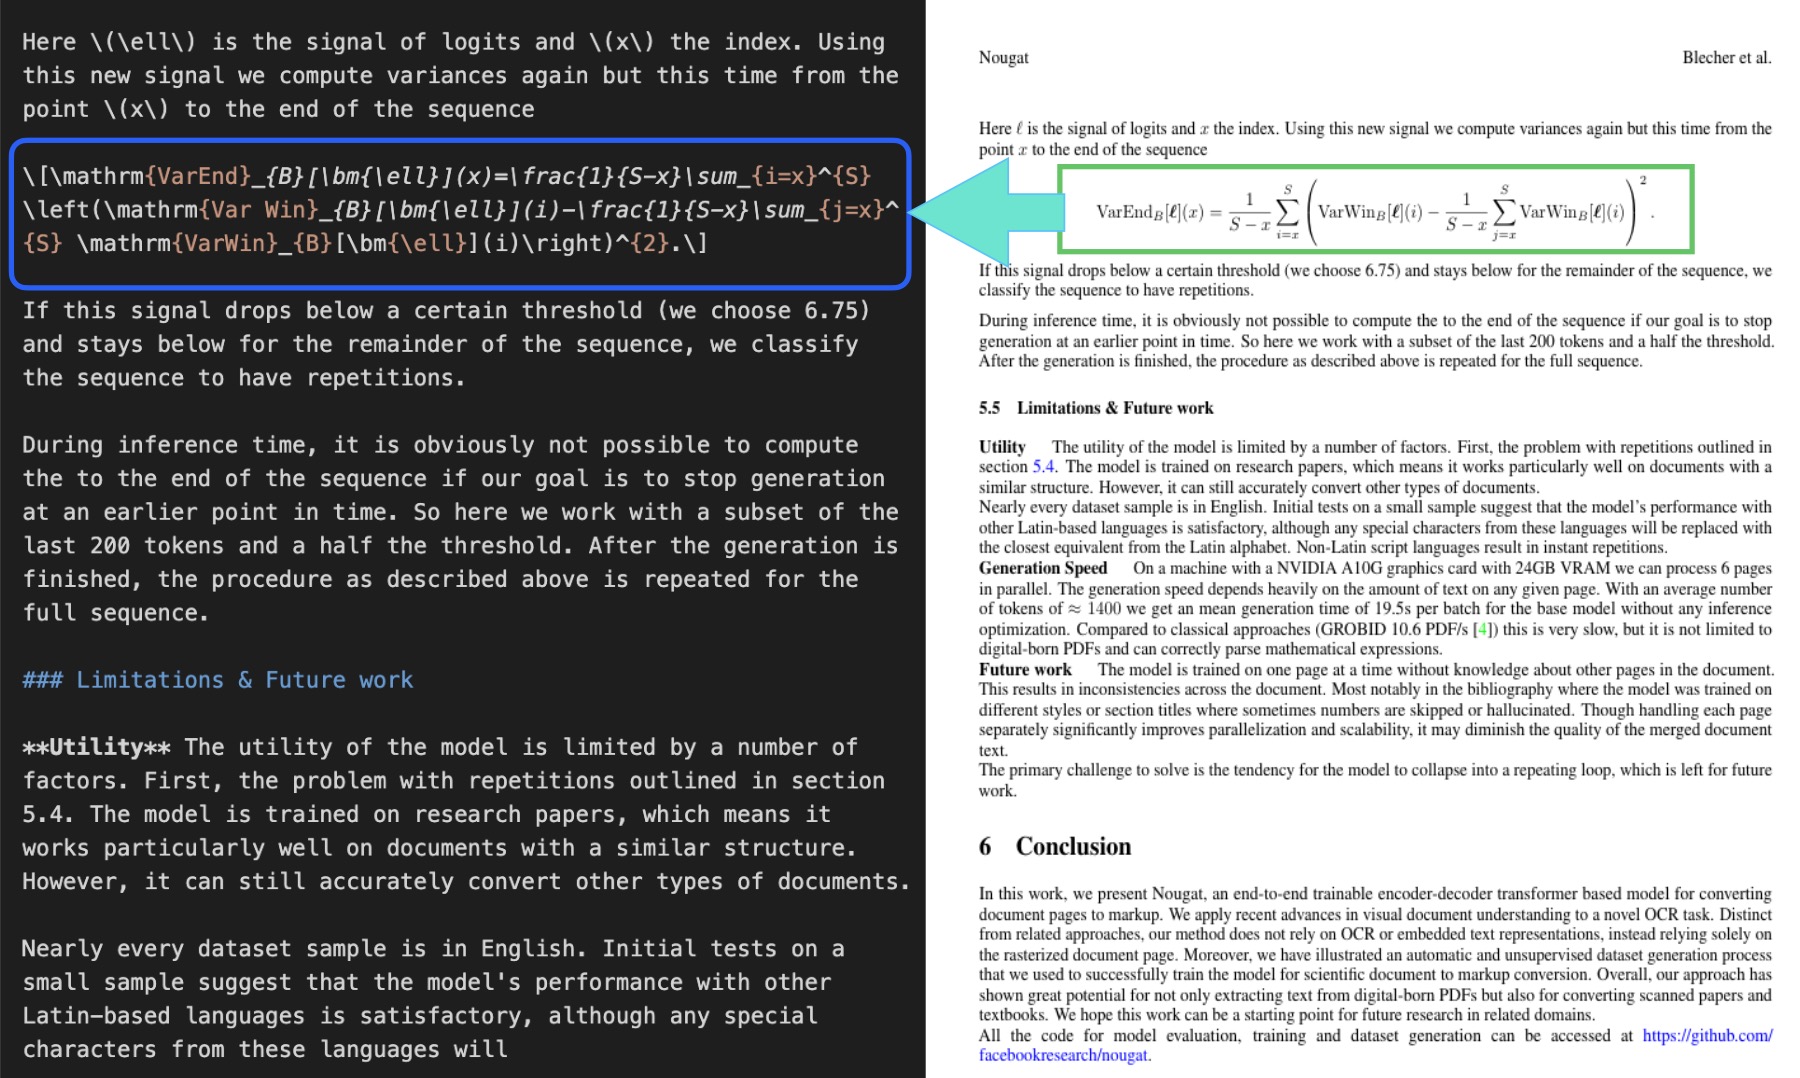 Here \(\ell\) is the signal of logits and \(x\) the index. Using
this new signal we compute variances again but this time from the
point \(x\) to the end of the sequence
\[\mathrm{VarEnd}_{B}[\bm{\ell}](x)=\frac{1}{S-x}\sum_{i=x}^{S}
\left(\mathrm{Var Win}_{B}[\bm{\ell}](i)-\frac{1}{S-x}\sum_{j=x}^
{S} \mathrm{VarWin}_{B}[\bm{\ell}](i)\right)^{2}.\]
If this signal drops below a certain threshold (we choose 6.75)
and stays below for the remainder of the sequence, we classify
the sequence to have repetitions.
During inference time, it is obviously not possible to compute
the to the end of the sequence if our goal is to stop generation
at an earlier point in time. So here we work with a subset of the
last 200 tokens and a half the threshold. After the generation is
finished, the procedure as described above is repeated for the
full sequence.
### Limitations & Future work
**Utility** The utility of the model is limited by a number of
factors. First, the problem with repetitions outlined in section
5.4. The model is trained on research papers, which means it
works particularly well on documents with a similar structure.
However, it can still accurately convert other types of documents.
Nearly every dataset sample is in English. Initial tests on a
small sample suggest that the model's performance with other
Latin-based languages is satisfactory, although any special
characters from these languages will
Nougat
Blecher et al.
Here ℓ is the signal of logits and x the index. Using this new signal we compute variances again but this time from the
point x to the end of the sequence
VarEnd_B[ℓ](x) = 1/(S − x) ∑_{i=x}^{S} (VarWin_B[ℓ](i) − 1/(S − x) ∑_{j=x}^{S} VarWin_B[ℓ](i))^2.
If this signal drops below a certain threshold (we choose 6.75) and stays below for the remainder of the sequence, we
classify the sequence to have repetitions.
During inference time, it is obviously not possible to compute the to the end of the sequence if our goal is to stop
generation at an earlier point in time. So here we work with a subset of the last 200 tokens and a half the threshold.
After the generation is finished, the procedure as described above is repeated for the full sequence.
5.5 Limitations & Future work
Utility The utility of the model is limited by a number of factors. First, the problem with repetitions outlined in
section 5.4. The model is trained on research papers, which means it works particularly well on documents with a
similar structure. However, it can still accurately convert other types of documents.
Nearly every dataset sample is in English. Initial tests on a small sample suggest that the model's performance with
other Latin-based languages is satisfactory, although any special characters from these languages will be replaced with
the closest equivalent from the Latin alphabet. Non-Latin script languages result in instant repetitions.
Generation Speed On a machine with a NVIDIA A10G graphics card with 24GB VRAM we can process 6 pages
in parallel. The generation speed depends heavily on the amount of text on any given page. With an average number
of tokens of ≈ 1400 we get an mean generation time of 19.5s per batch for the base model without any inference
optimization. Compared to classical approaches (GROBID 10.6 PDF/s [4]) this is very slow, but it is not limited to
digital-born PDFs and can correctly parse mathematical expressions.
Future work The model is trained on one page at a time without knowledge about other pages in the document.
This results in inconsistencies across the document. Most notably in the bibliography where the model was trained on
different styles or section titles where sometimes numbers are skipped or hallucinated. Though handling each page
separately significantly improves parallelization and scalability, it may diminish the quality of the merged document
text.
The primary challenge to solve is the tendency for the model to collapse into a repeating loop, which is left for future
work.
6 Conclusion
In this work, we present Nougat, an end-to-end trainable encoder-decoder transformer based model for converting
document pages to markup. We apply recent advances in visual document understanding to a novel OCR task. Distinct
from related approaches, our method does not rely on OCR or embedded text representations, instead relying solely on
the rasterized document page. Moreover, we have illustrated an automatic and unsupervised dataset generation process
that we used to successfully train the model for scientific document to markup conversion. Overall, our approach has
shown great potential for not only extracting text from digital-born PDFs but also for converting scanned papers and
textbooks. We hope this work can be a starting point for future research in related domains.
All the code for model evaluation, training and dataset generation can be accessed at https://github.com/
facebookresearch/nougat.